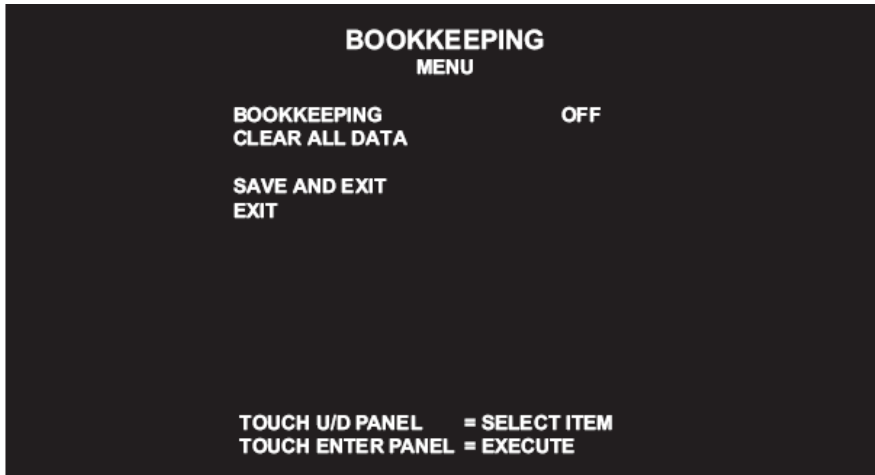 BOOKKEEPING
MENU
BOOKKEEPING OFF
CLEAR ALL DATA
SAVE AND EXIT
EXIT
TOUCH U/D PANEL = SELECT ITEM
TOUCH ENTER PANEL = EXECUTE